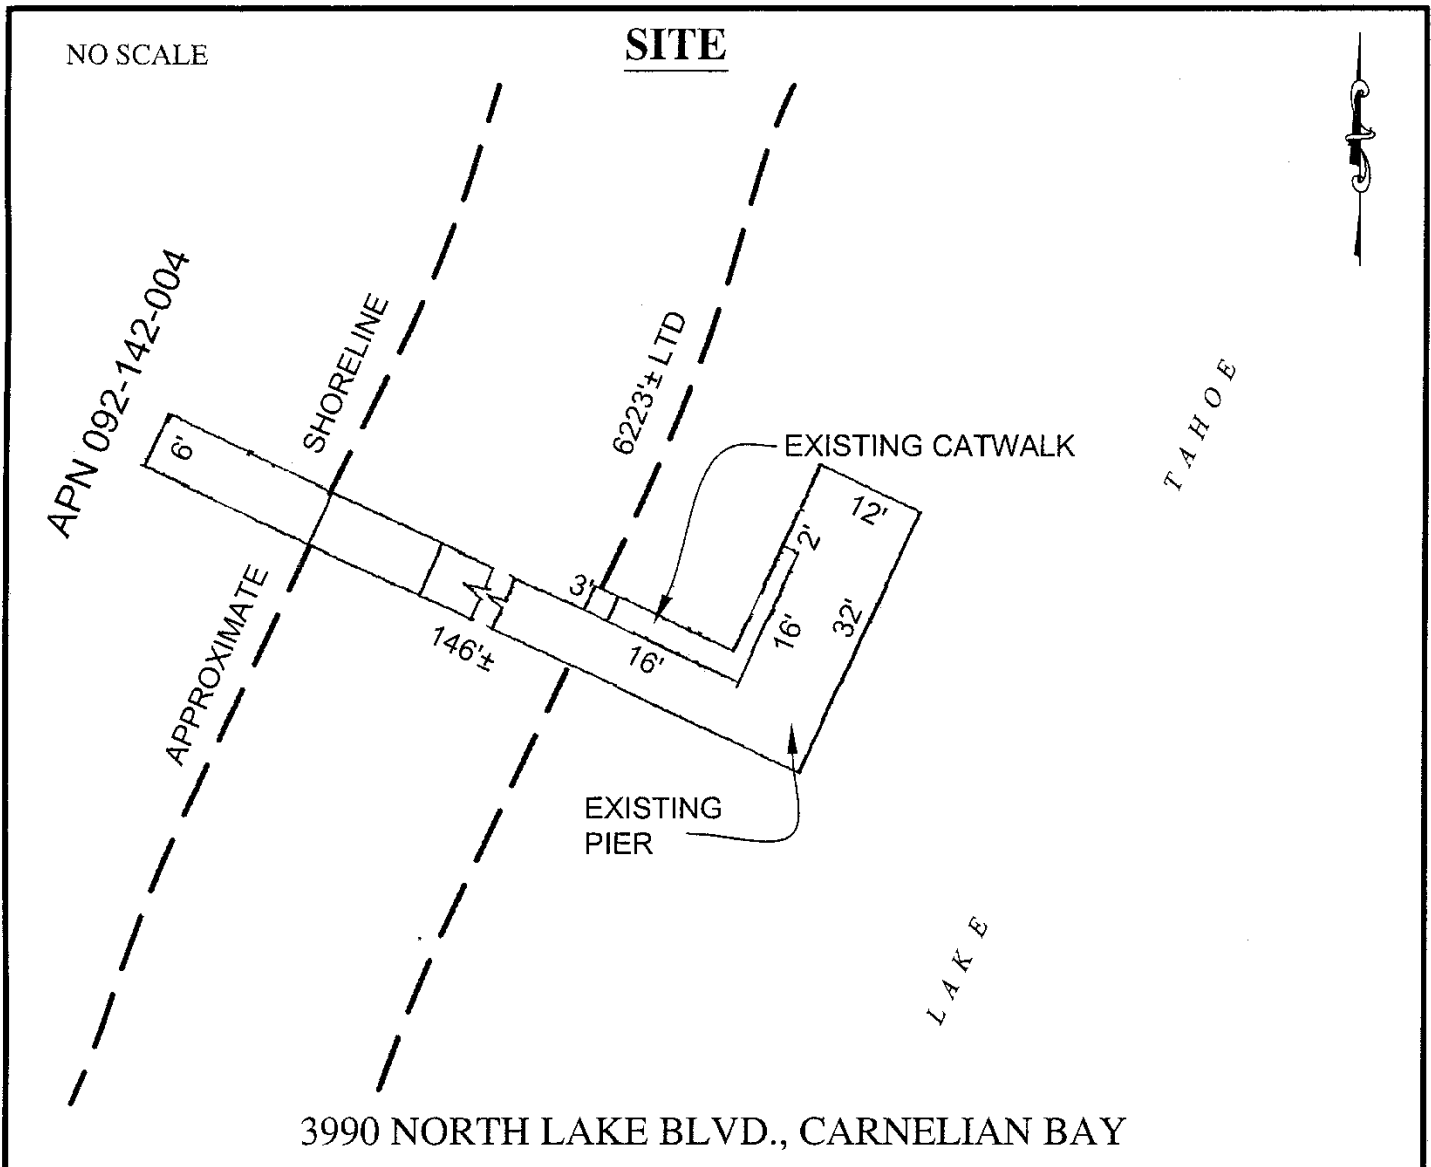 NO SCALE
SITE
APN 092-142-004
SHORELINE
6223'± LTD
TAHOE
6'
EXISTING CATWALK
12'
2'
3'
16'
32'
16'
146'±
APPROXIMATE
EXISTING
PIER
LAKE
3990 NORTH LAKE BLVD., CARNELIAN BAY